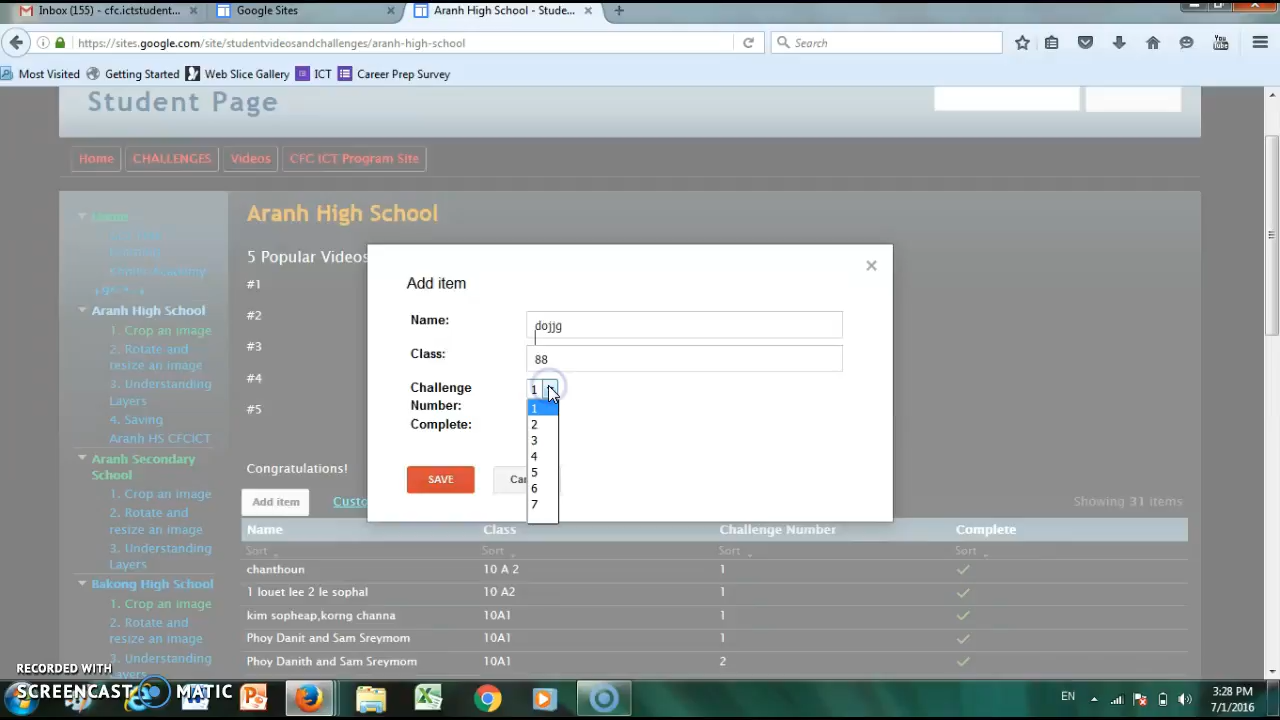 Inbox (155) - cfc.ictstudent...
Google Sites
Aranh High School - Stude...
https://sites.google.com/site/studentvideosandchallenges/aranh-high-school
Search
You
Tube
Most Visited
Getting Started
Web Slice Gallery
ICT
Career Prep Survey
Student Page
Home
CHALLENGES
Videos
CFC ICT Program Site
Home
Aranh High School
1. Crop an image
2. Rotate and
resize an image
3. Understanding
Layers
4. Saving
Aranh HS CFCICT
Aranh Secondary
School
1. Crop an image
2. Rotate and
resize an image
3. Understanding
Layers
Bakong High School
1. Crop an image
2. Rotate and
resize an image
3. Understanding
Layers
Aranh High School
5 Popular Videos
#1
#2
#3
#4
#5
Congratulations!
Add item
Custo
Showing 31 items
Name Class Challenge Number Complete
Sort Sort Sort Sort
chanthoun 10 A 2 1
1 louet lee 2 le sophal 10 A2 1
kim sopheap,korng channa 10A1 1
Phoy Danit and Sam Sreymom 10A1 1
Phoy Danith and Sam Sreymom 10A1 2
Add item
Name: dojjg
Class: 88
Challenge
Number:
1
1
2
3
4
5
6
7
Complete:
SAVE
Can
RECORDED WITH
SCREENCAST MATIC
EN
3:28 PM
7/1/2016